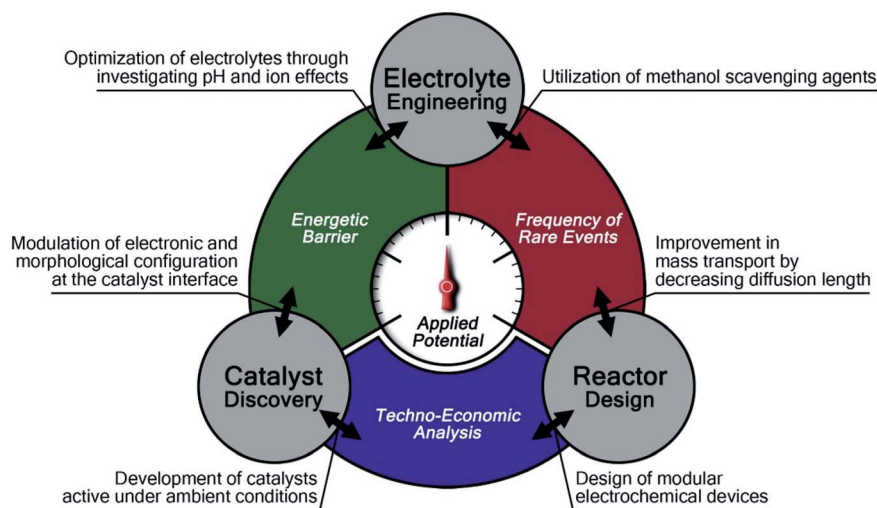 Optimization of electrolytes through
investigating pH and ion effects
Electrolyte
Engineering
Utilization of methanol scavenging agents
Energetic
Barrier
Frequency of
Rare Events
Modulation of electronic and
morphological configuration
at the catalyst interface
Improvement in
mass transport by
decreasing diffusion length
Applied
Potential
Catalyst
Discovery
Reactor
Design
Techno-Economic
Analysis
Development of catalysts
active under ambient conditions
Design of modular
electrochemical devices